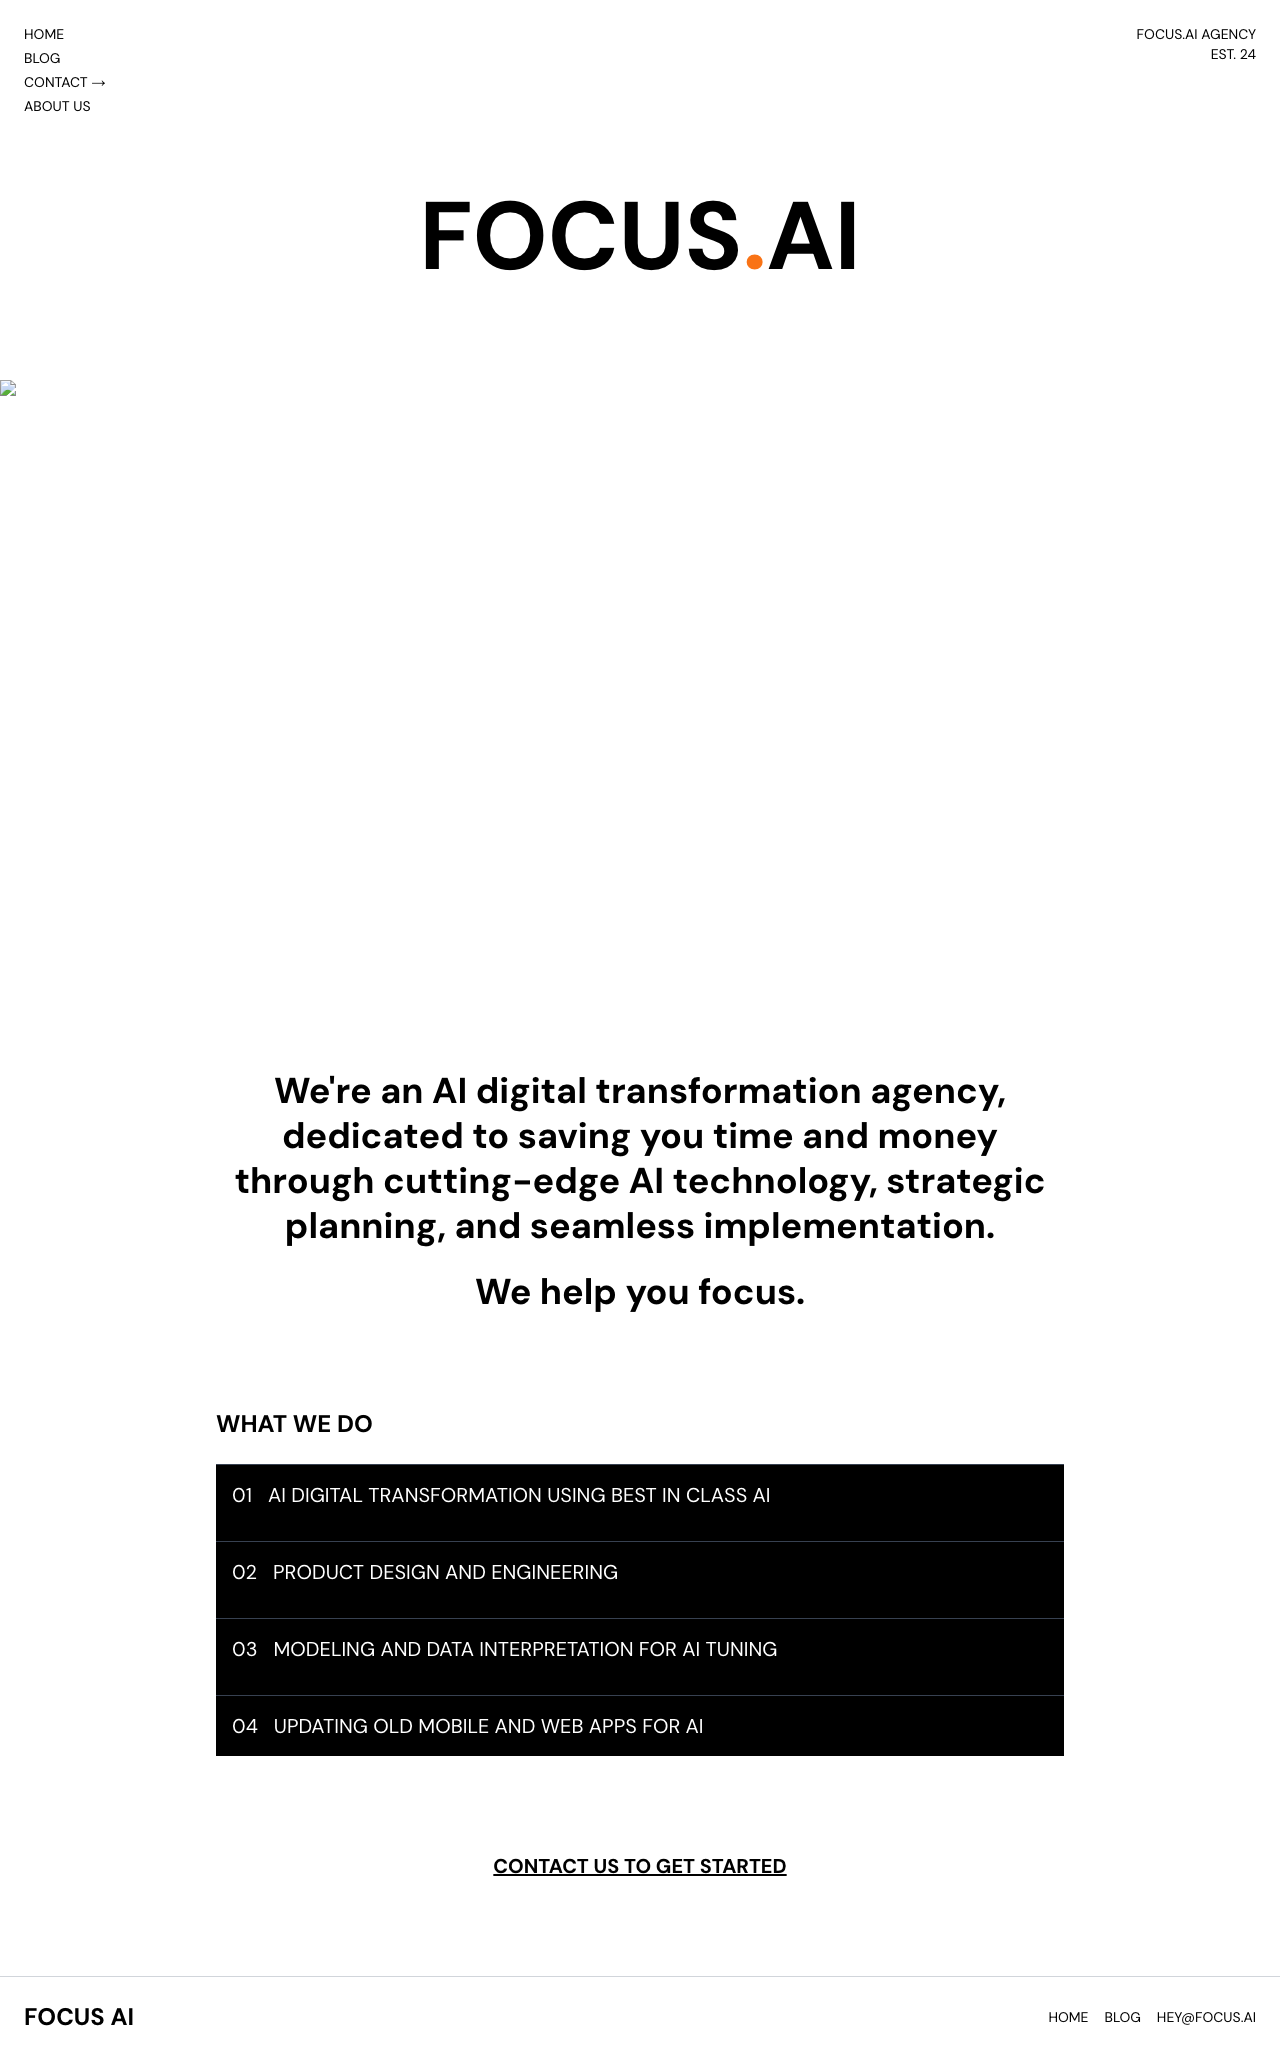 HOME
BLOG
CONTACT →
ABOUT US
FOCUS.AI AGENCY
EST. 24
FOCUS.AI
We're an AI digital transformation agency,
dedicated to saving you time and money
through cutting-edge AI technology, strategic
planning, and seamless implementation.
We help you focus.
WHAT WE DO
01 AI DIGITAL TRANSFORMATION USING BEST IN CLASS AI
02 PRODUCT DESIGN AND ENGINEERING
03 MODELING AND DATA INTERPRETATION FOR AI TUNING
04 UPDATING OLD MOBILE AND WEB APPS FOR AI
CONTACT US TO GET STARTED
FOCUS AI
HOME BLOG HEY@FOCUS.AI